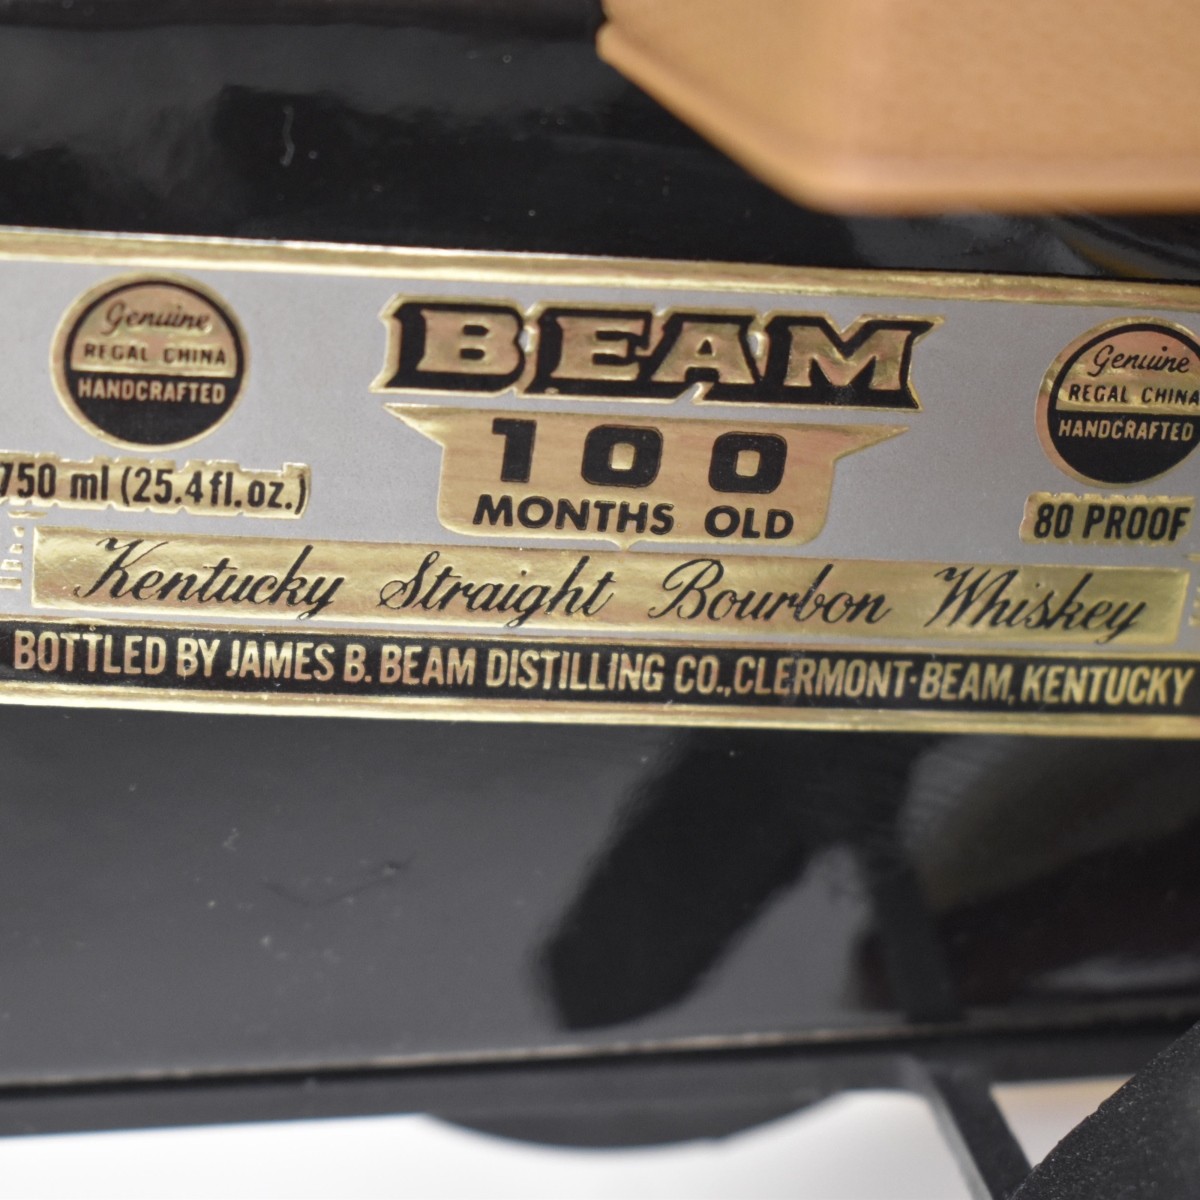 Genuine
REGAL CHINA
HANDCRAFTED
BEAM
100
MONTHS OLD
Genuine
REGAL CHINA
HANDCRAFTED
750 ml (25.4 fl. oz.)
80 PROOF
Kentucky Straight Bourbon Whiskey
BOTTLED BY JAMES B. BEAM DISTILLING CO., CLERMONT-BEAM, KENTUCKY